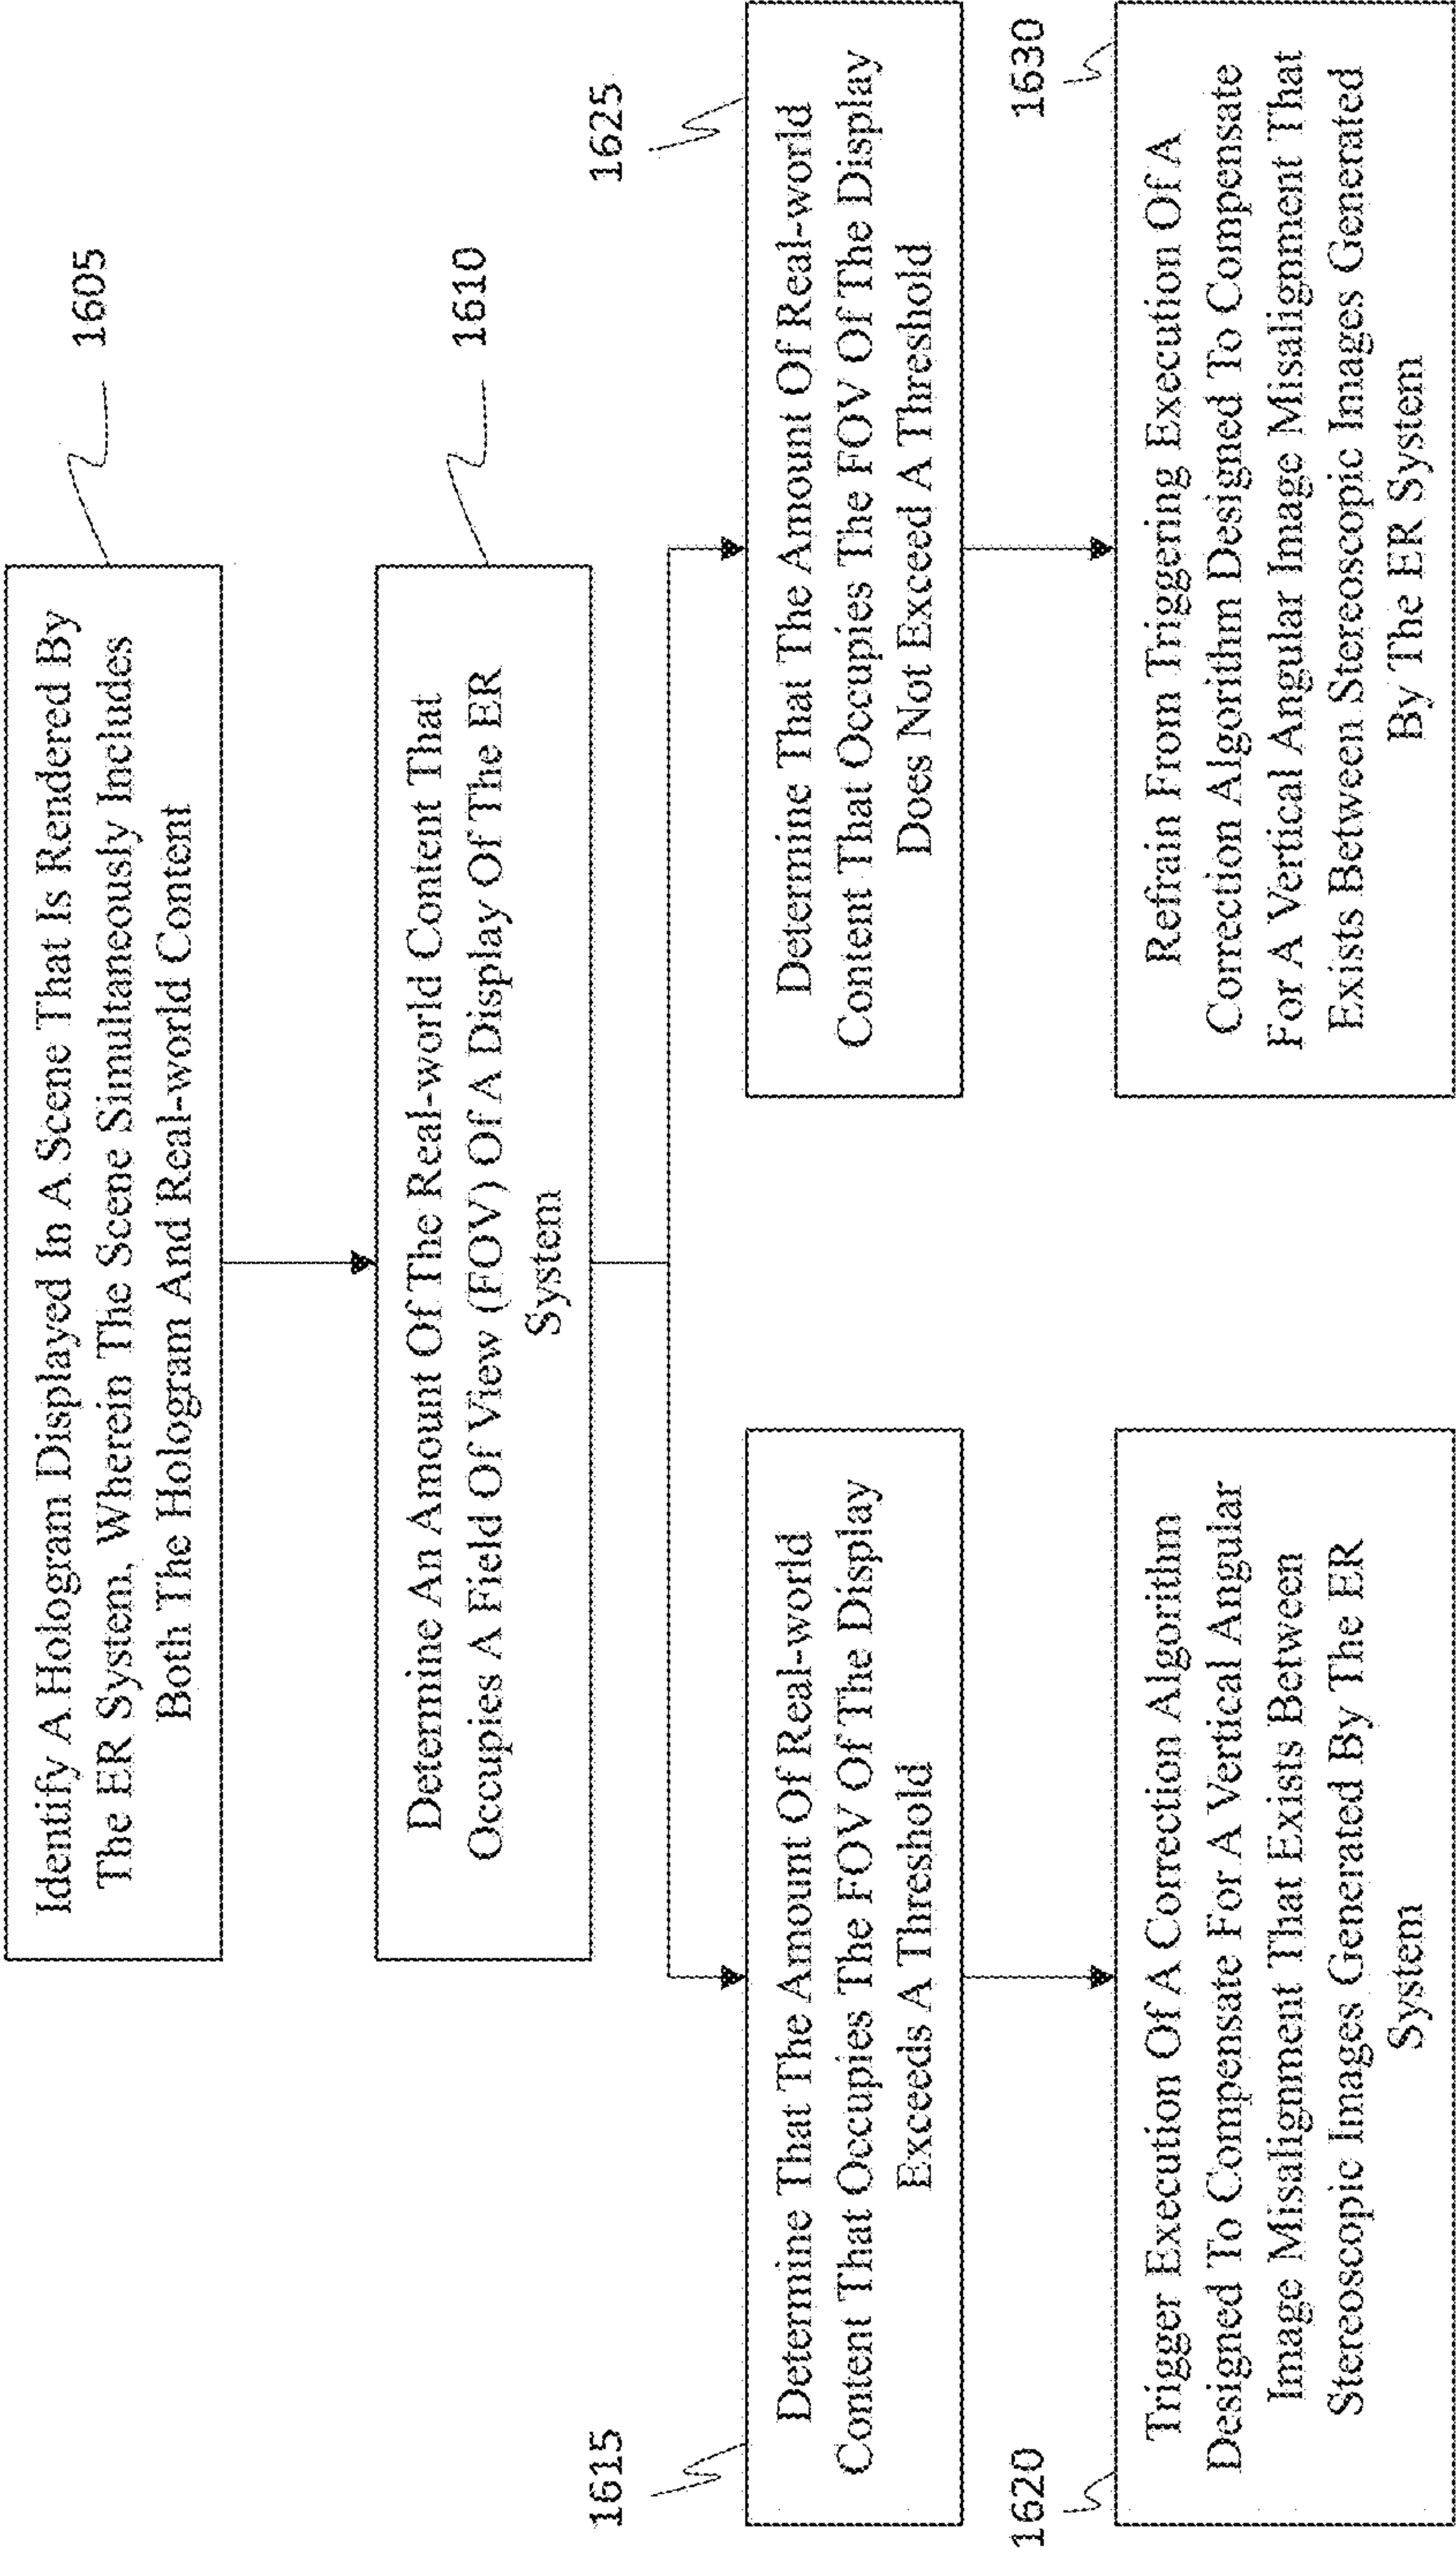 Identify A Hologram Displayed In A Scene That Is Rendered By
The ER System, Wherein The Scene Simultaneously Includes
Both The Hologram And Real-world Content
1605
Determine An Amount Of The Real-world Content That
Occupies A Field Of View (FOV) Of A Display Of The ER
System
1610
1615
Determine That The Amount Of Real-world
Content That Occupies The FOV Of The Display
Exceeds A Threshold
1625
Determine That The Amount Of Real-world
Content That Occupies The FOV Of The Display
Does Not Exceed A Threshold
1620
Trigger Execution Of A Correction Algorithm
Designed To Compensate For A Vertical Angular
Image Misalignment That Exists Between
Stereoscopic Images Generated By The ER
System
1630
Refrain From Triggering Execution Of A
Correction Algorithm Designed To Compensate
For A Vertical Angular Image Misalignment That
Exists Between Stereoscopic Images Generated
By The ER System